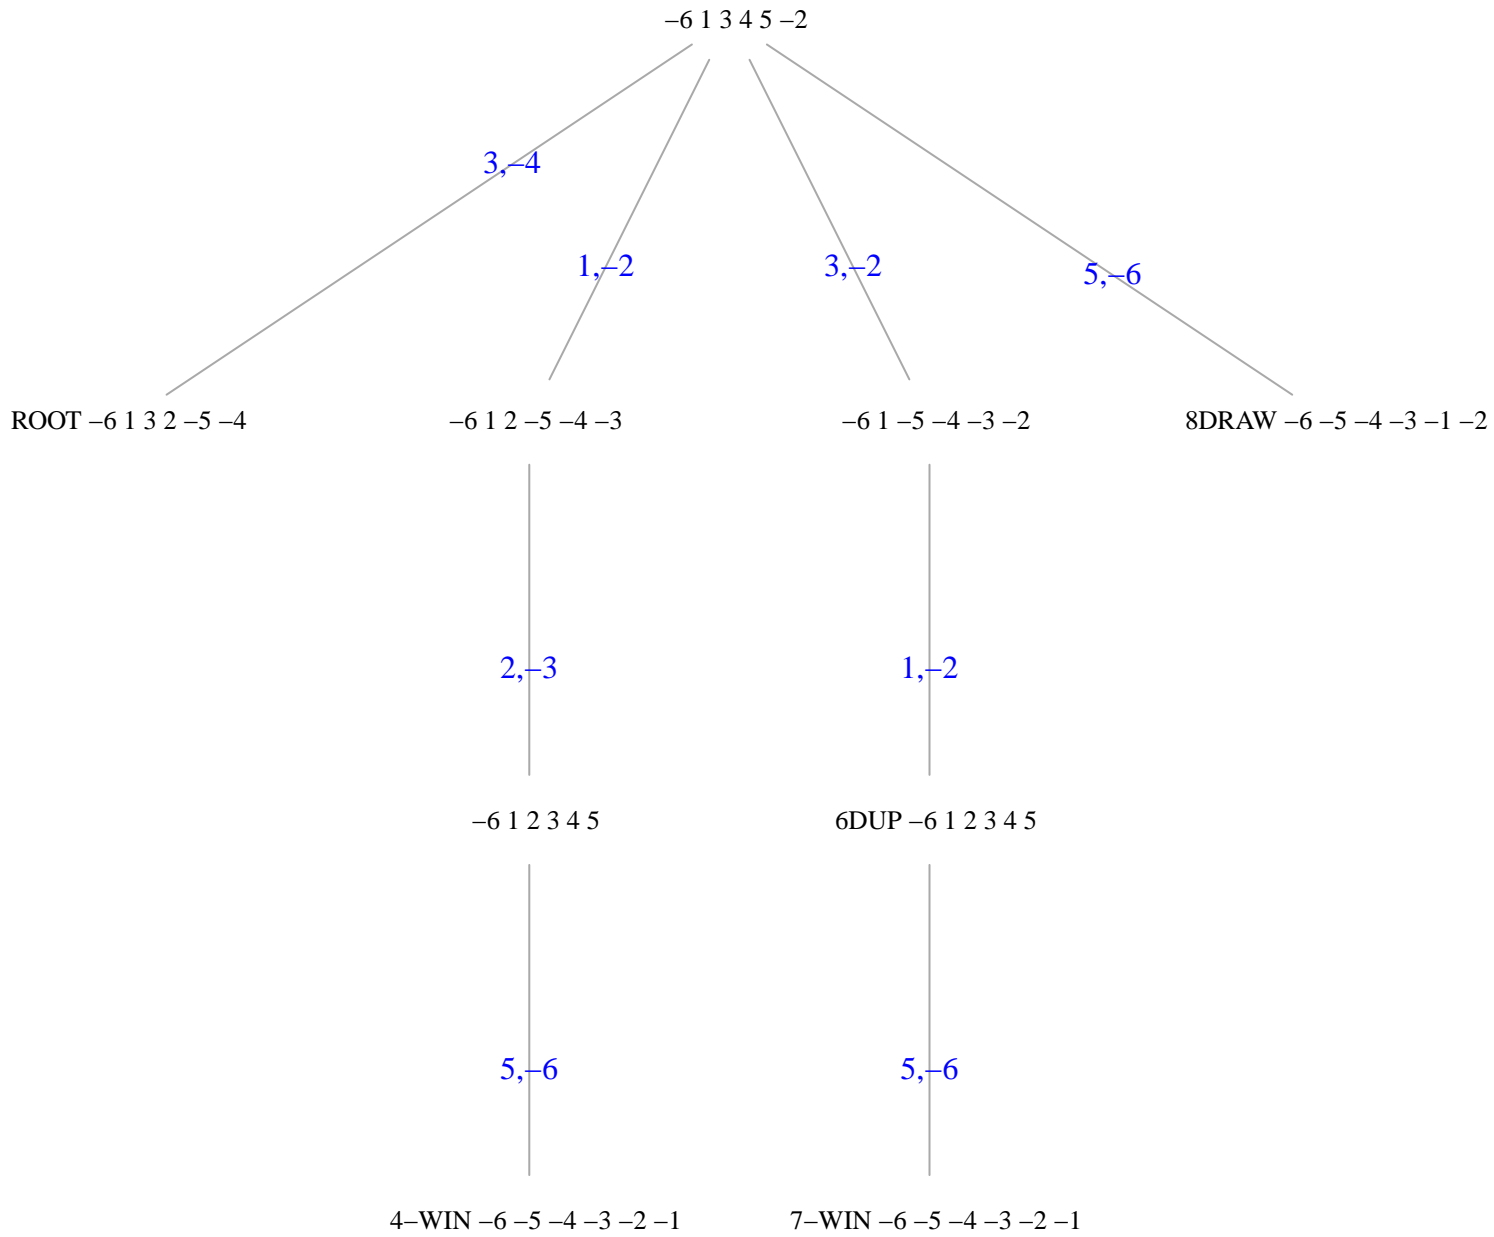 –6 1 3 4 5 –2
3,–4
1,–2
3,–2
5,–6
ROOT –6 1 3 2 –5 –4
–6 1 2 –5 –4 –3
–6 1 –5 –4 –3 –2
8DRAW –6 –5 –4 –3 –1 –2
2,–3
1,–2
–6 1 2 3 4 5
6DUP –6 1 2 3 4 5
5,–6
5,–6
4–WIN –6 –5 –4 –3 –2 –1
7–WIN –6 –5 –4 –3 –2 –1